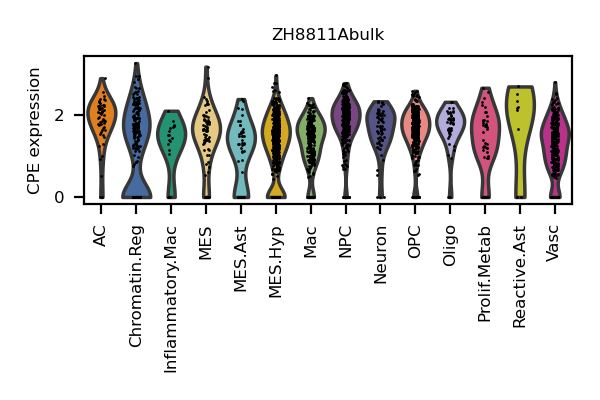 ZH8811Abulk
CPE expression
2
0
AC
Chromatin.Reg
Inflammatory.Mac
MES
MES.Ast
MES.Hyp
Mac
NPC
Neuron
OPC
Oligo
Prolif.Metab
Reactive.Ast
Vasc